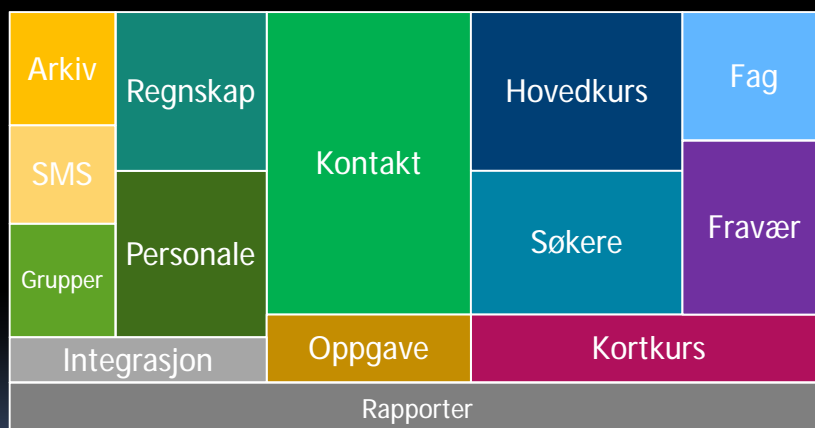 Arkiv
Regnskap
Kontakt
Hovedkurs
Fag
SMS
Personale
Søkere
Fravær
Grupper
Integrasjon
Oppgave
Kortkurs
Rapporter